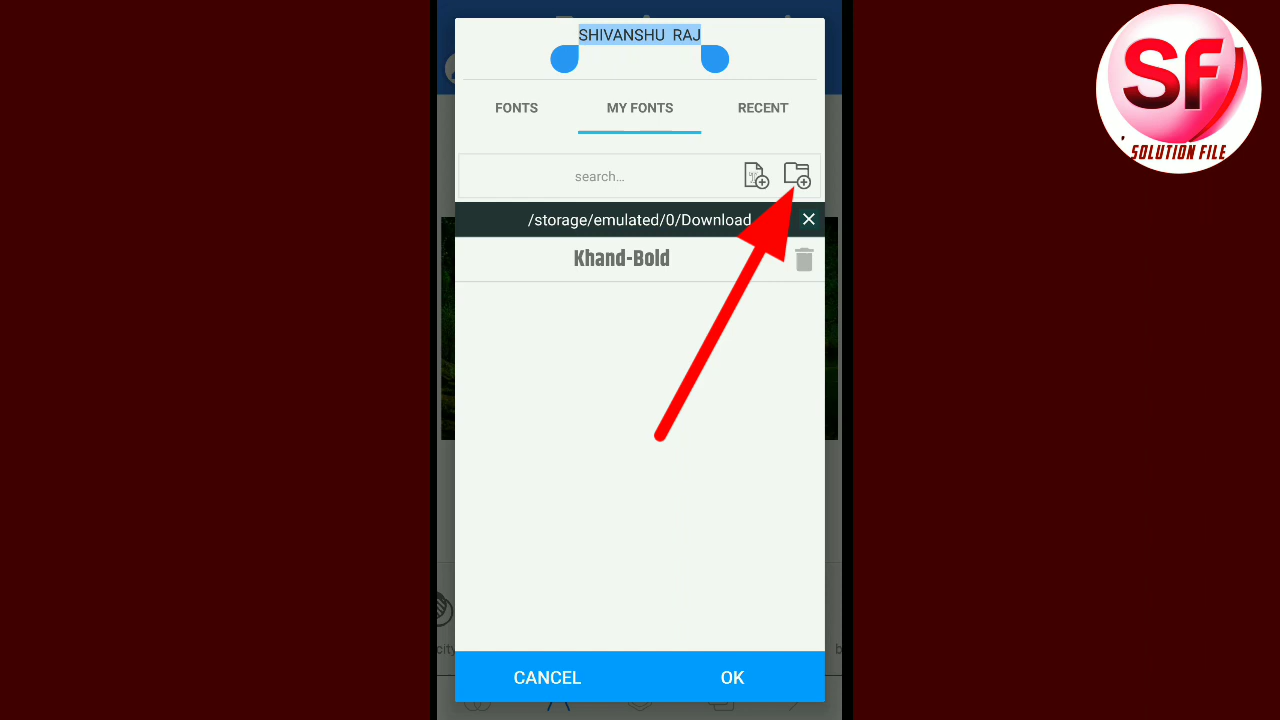 SHIVANSHU RAJ
FONTS MY FONTS RECENT
search...
/storage/emulated/0/Download
Khand-Bold
CANCEL OK
SF
SOLUTION FILE